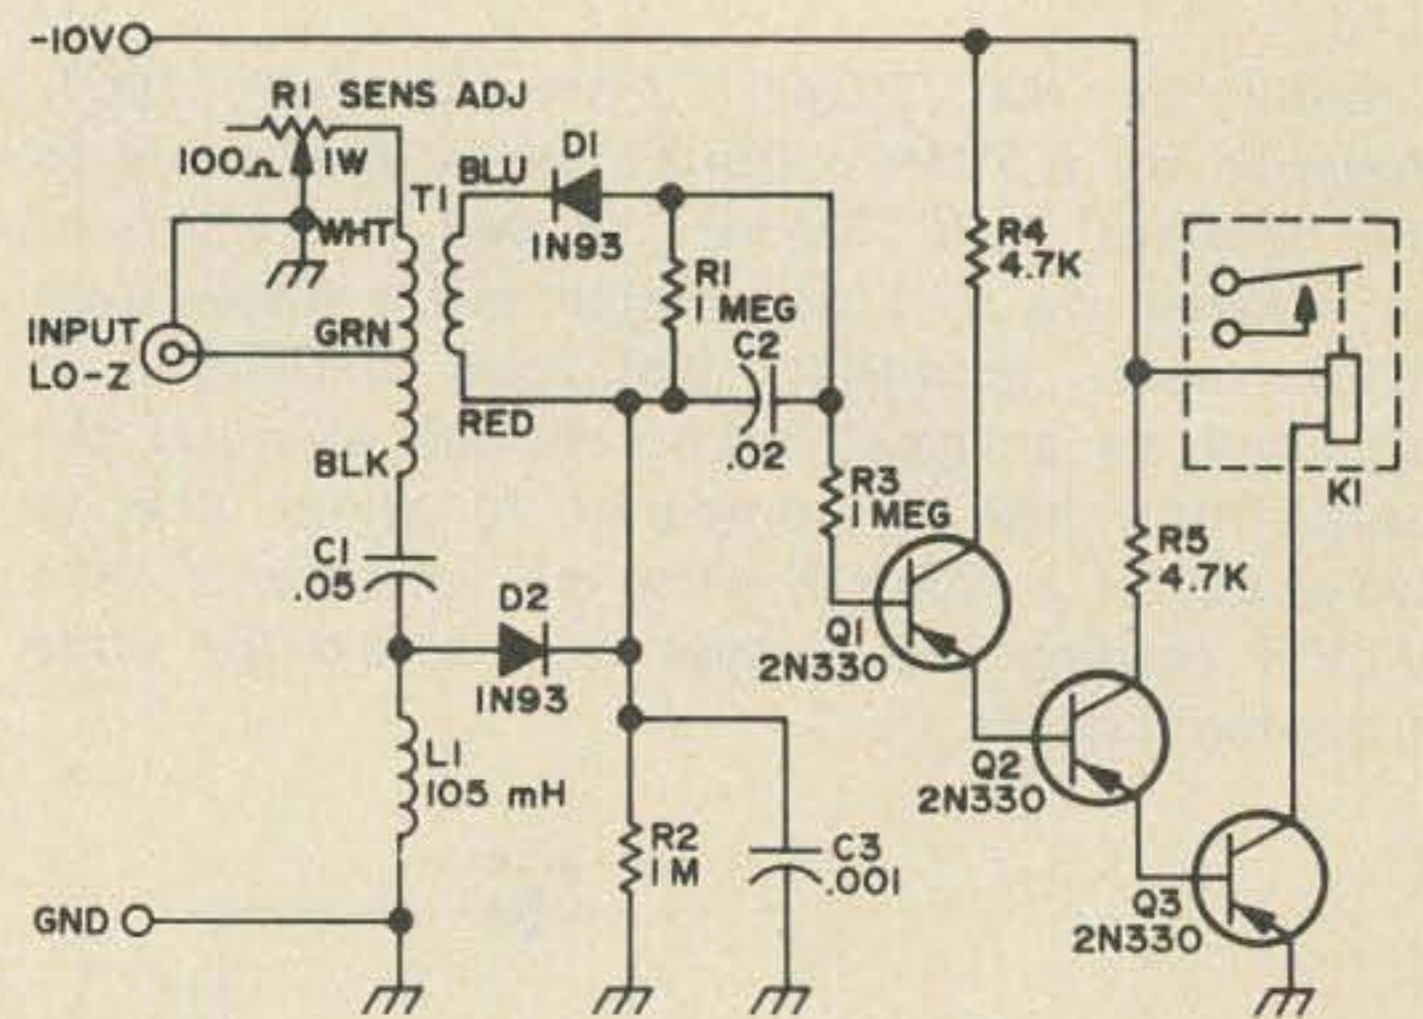 -10V
R1 SENS ADJ
100Ω 1W
WHT
T1
BLU
D1
1N93
R1
1 MEG
R4
4.7K
INPUT
LO-Z
GRN
C2
.02
RED
BLK
K1
R3
1 MEG
C1
.05
D2
1N93
R5
4.7K
Q1
2N330
L1
105 mH
Q2
2N330
R2
1M
C3
.001
GND
Q3
2N330